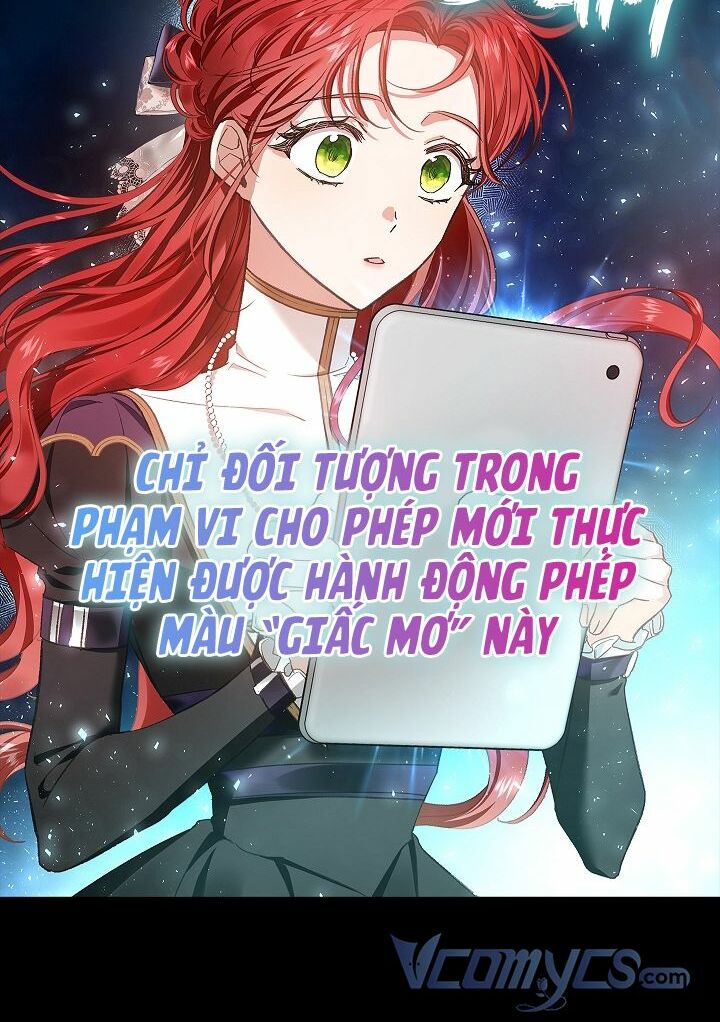 CHỈ ĐỐI TƯỢNG TRONG
PHẠM VI CHO PHÉP MỚI THỰC
HIỆN ĐƯỢC HÀNH ĐỘNG PHÉP
MÀU “GIẤC MƠ” NÀY
VCOMYCS.com